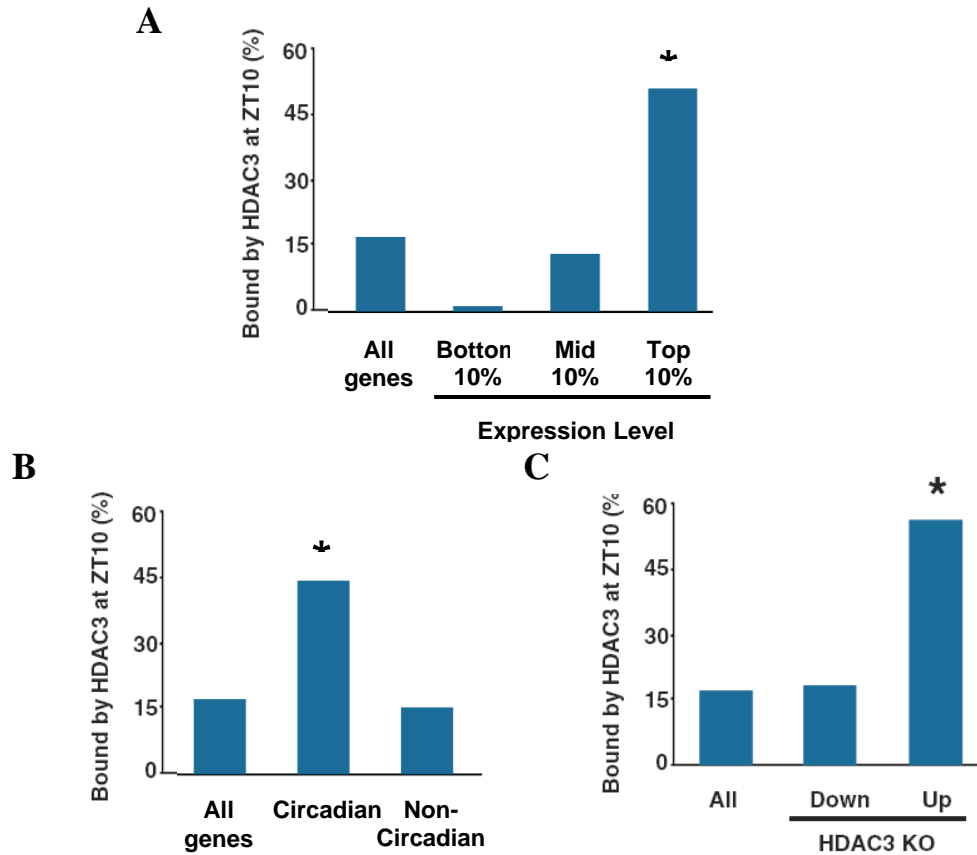 A
Bound by HDAC3 at ZT10 (%)
60
45
30
15
0
*
All genes
Botton 10%
Mid 10%
Top 10%
Expression Level
B
Bound by HDAC3 at ZT10 (%)
60
45
30
15
0
*
All genes
Circadian
Non-Circadian
C
Bound by HDAC3 at ZT10 (%
60
45
30
15
0
*
All
Down
Up
HDAC3 KO